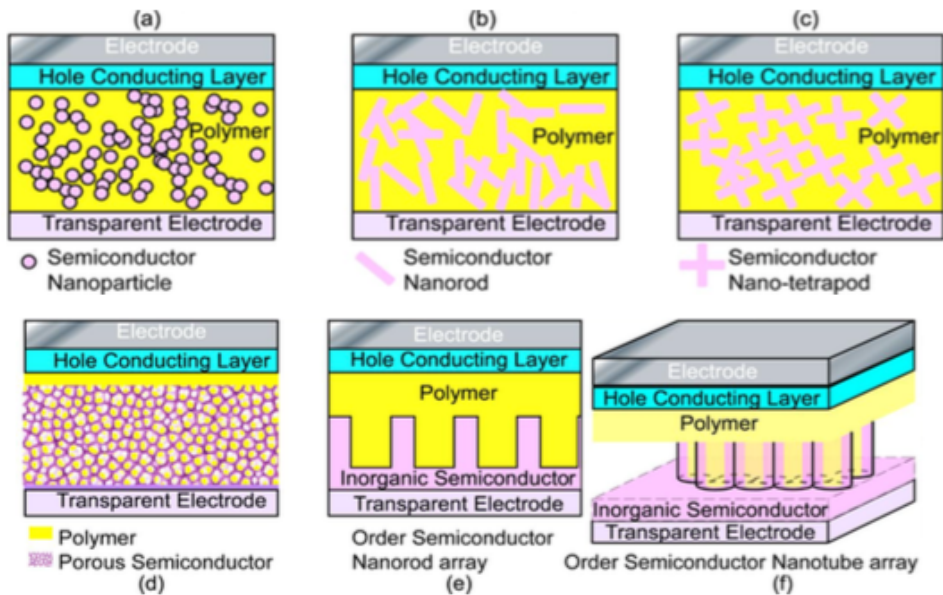 (a)
Electrode
Hole Conducting Layer
Polymer
Transparent Electrode
Semiconductor
Nanoparticle
(b)
Electrode
Hole Conducting Layer
Polymer
Transparent Electrode
Semiconductor
Nanorod
(c)
Electrode
Hole Conducting Layer
Polymer
Transparent Electrode
Semiconductor
Nano-tetrapod
Electrode
Hole Conducting Layer
Transparent Electrode
Polymer
Porous Semiconductor
(d)
Electrode
Hole Conducting Layer
Polymer
Inorganic Semiconductor
Transparent Electrode
Order Semiconductor
Nanorod array
(e)
Electrode
Hole Conducting Layer
Polymer
Inorganic Semiconductor
Transparent Electrode
Order Semiconductor Nanotube array
(f)